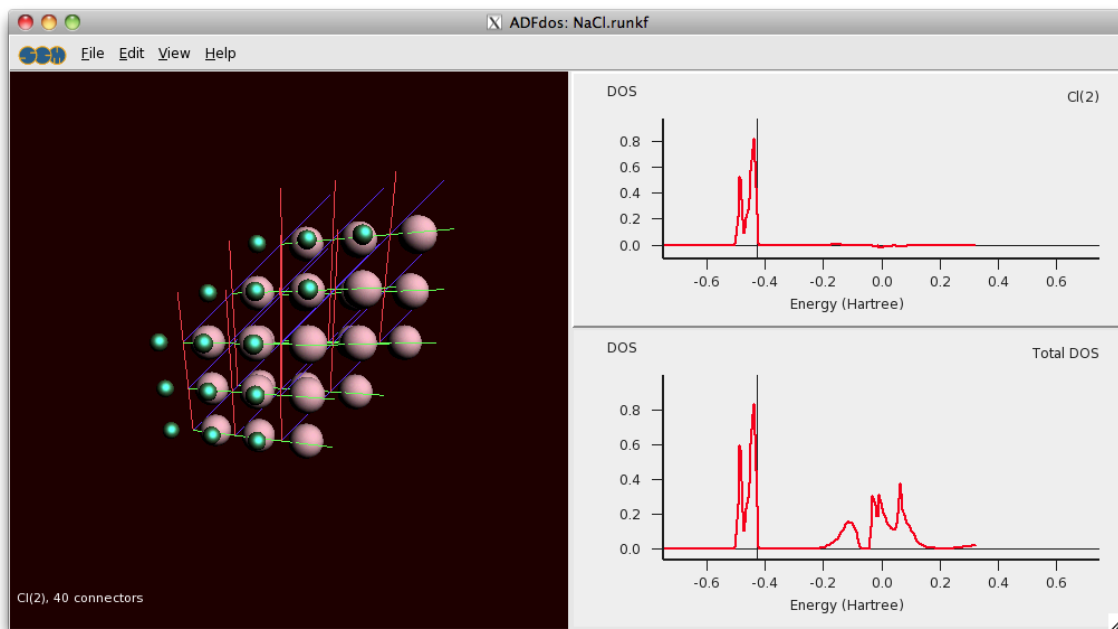 ADFdos: NaCl.runkf
SCM File Edit View Help
DOS
Cl(2)
0.8
0.6
0.4
0.2
0.0
-0.6 -0.4 -0.2 0.0 0.2 0.4 0.6
Energy (Hartree)
DOS
Total DOS
0.8
0.6
0.4
0.2
0.0
-0.6 -0.4 -0.2 0.0 0.2 0.4 0.6
Energy (Hartree)
Cl(2), 40 connectors